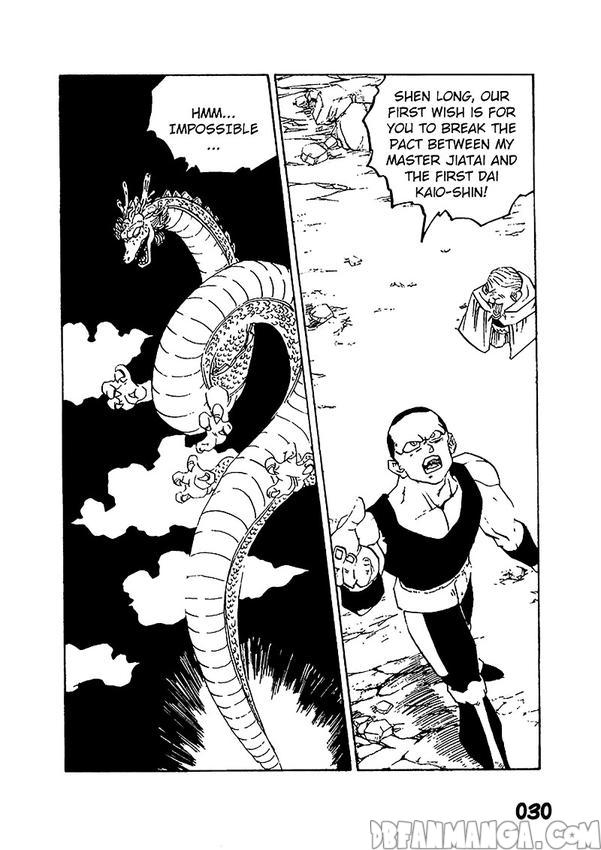 SHEN LONG, OUR
FIRST WISH IS FOR
YOU TO BREAK THE
PACT BETWEEN MY
MASTER JIATAI AND
THE FIRST DAI
KAIO-SHIN!
HMM...
IMPOSSIBLE
...
030
DBFANMANGA.COM